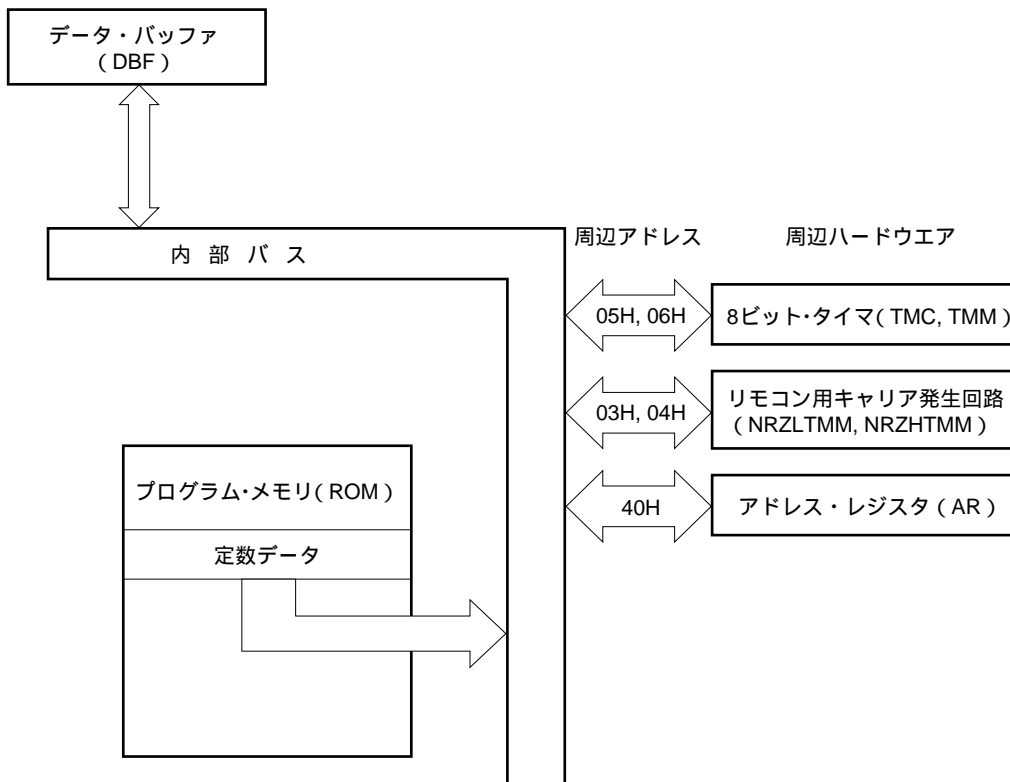 データ・バッファ
（DBF）
内部バス
周辺アドレス
周辺ハードウエア
05H, 06H
8ビット・タイマ（TMC, TMM）
03H, 04H
リモコン用キャリア発生回路
（NRZLTMM, NRZHTMM）
40H
アドレス・レジスタ（AR）
プログラム・メモリ（ROM）
定数データ